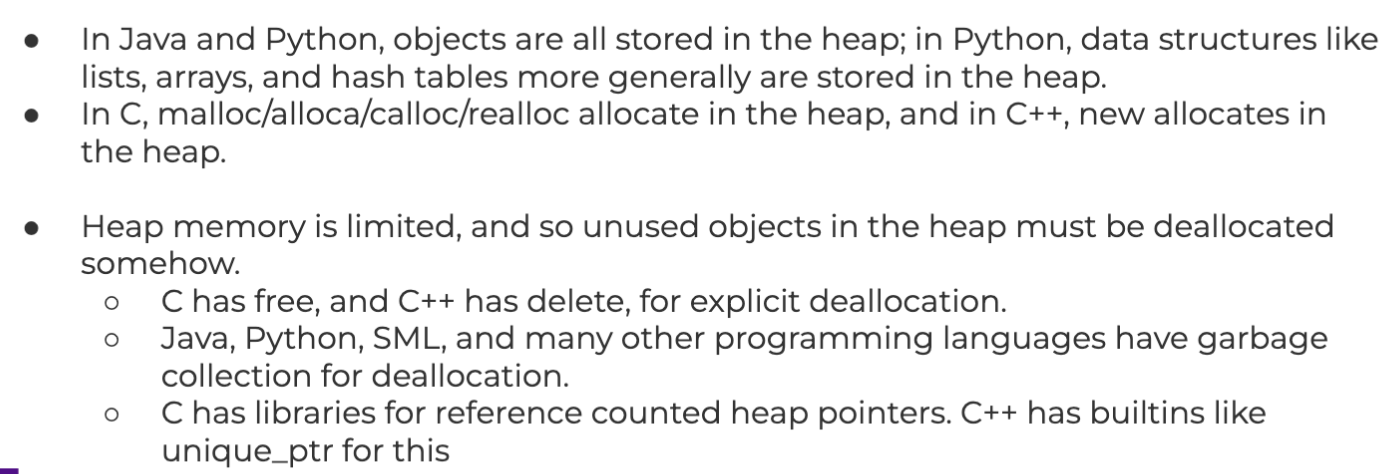 ● In Java and Python, objects are all stored in the heap; in Python, data structures like
lists, arrays, and hash tables more generally are stored in the heap.
● In C, malloc/alloca/calloc/realloc allocate in the heap, and in C++, new allocates in
the heap.
● Heap memory is limited, and so unused objects in the heap must be deallocated
somehow.
○ C has free, and C++ has delete, for explicit deallocation.
○ Java, Python, SML, and many other programming languages have garbage
collection for deallocation.
○ C has libraries for reference counted heap pointers. C++ has builtins like
unique_ptr for this